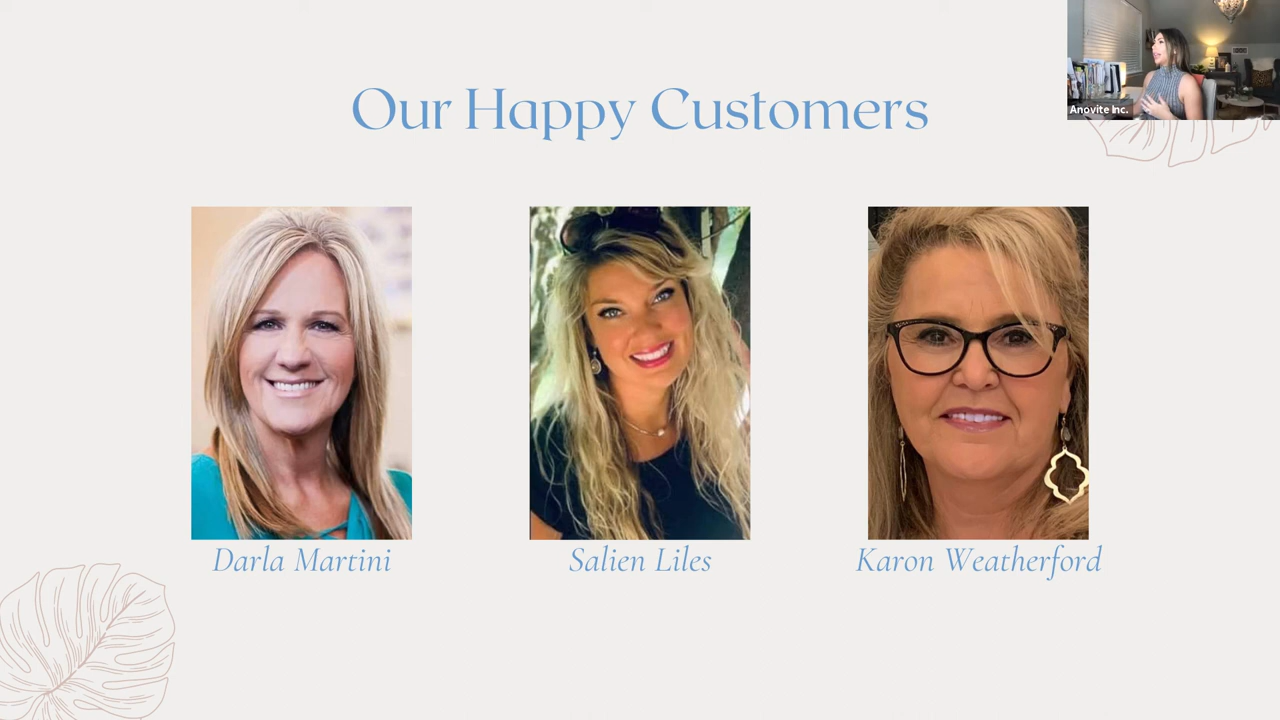 Our Happy Customers
Anovite Inc.
Darla Martini
Salien Liles
Karon Weatherford